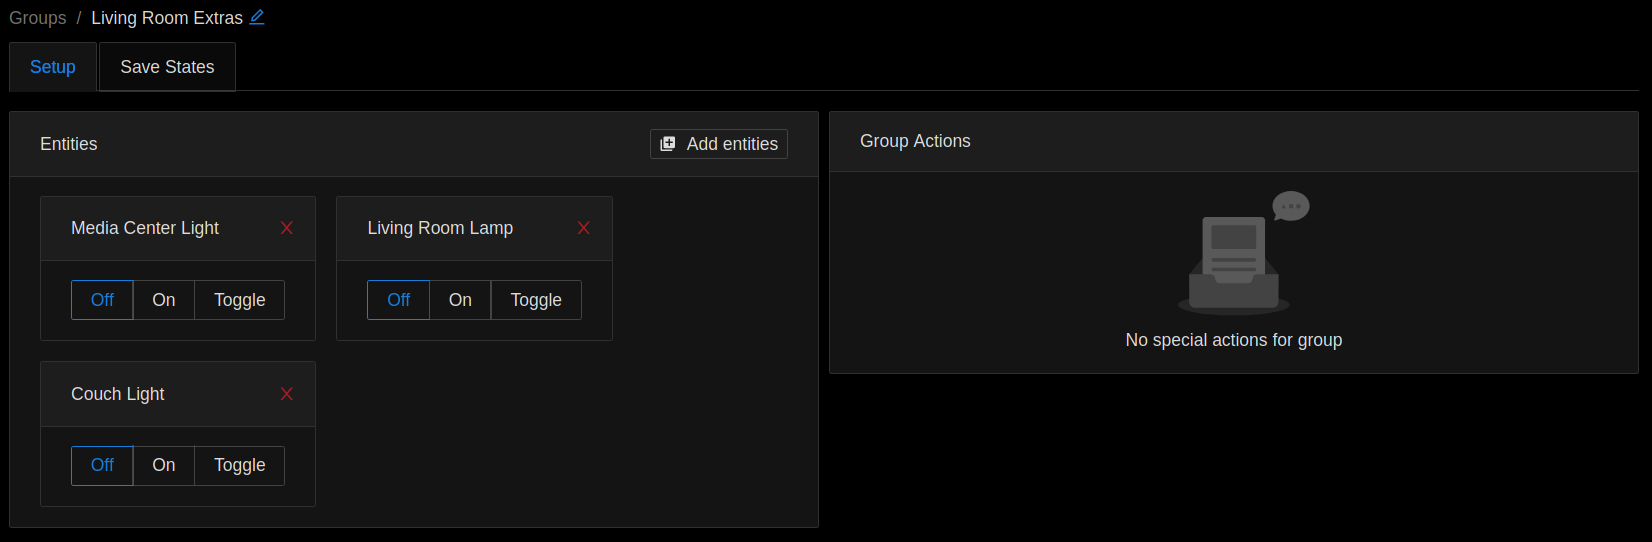 Groups / Living Room Extras
Setup
Save States
Entities
Add entities
Media Center Light
Off
On
Toggle
Living Room Lamp
Off
On
Toggle
Couch Light
Off
On
Toggle
Group Actions
No special actions for group